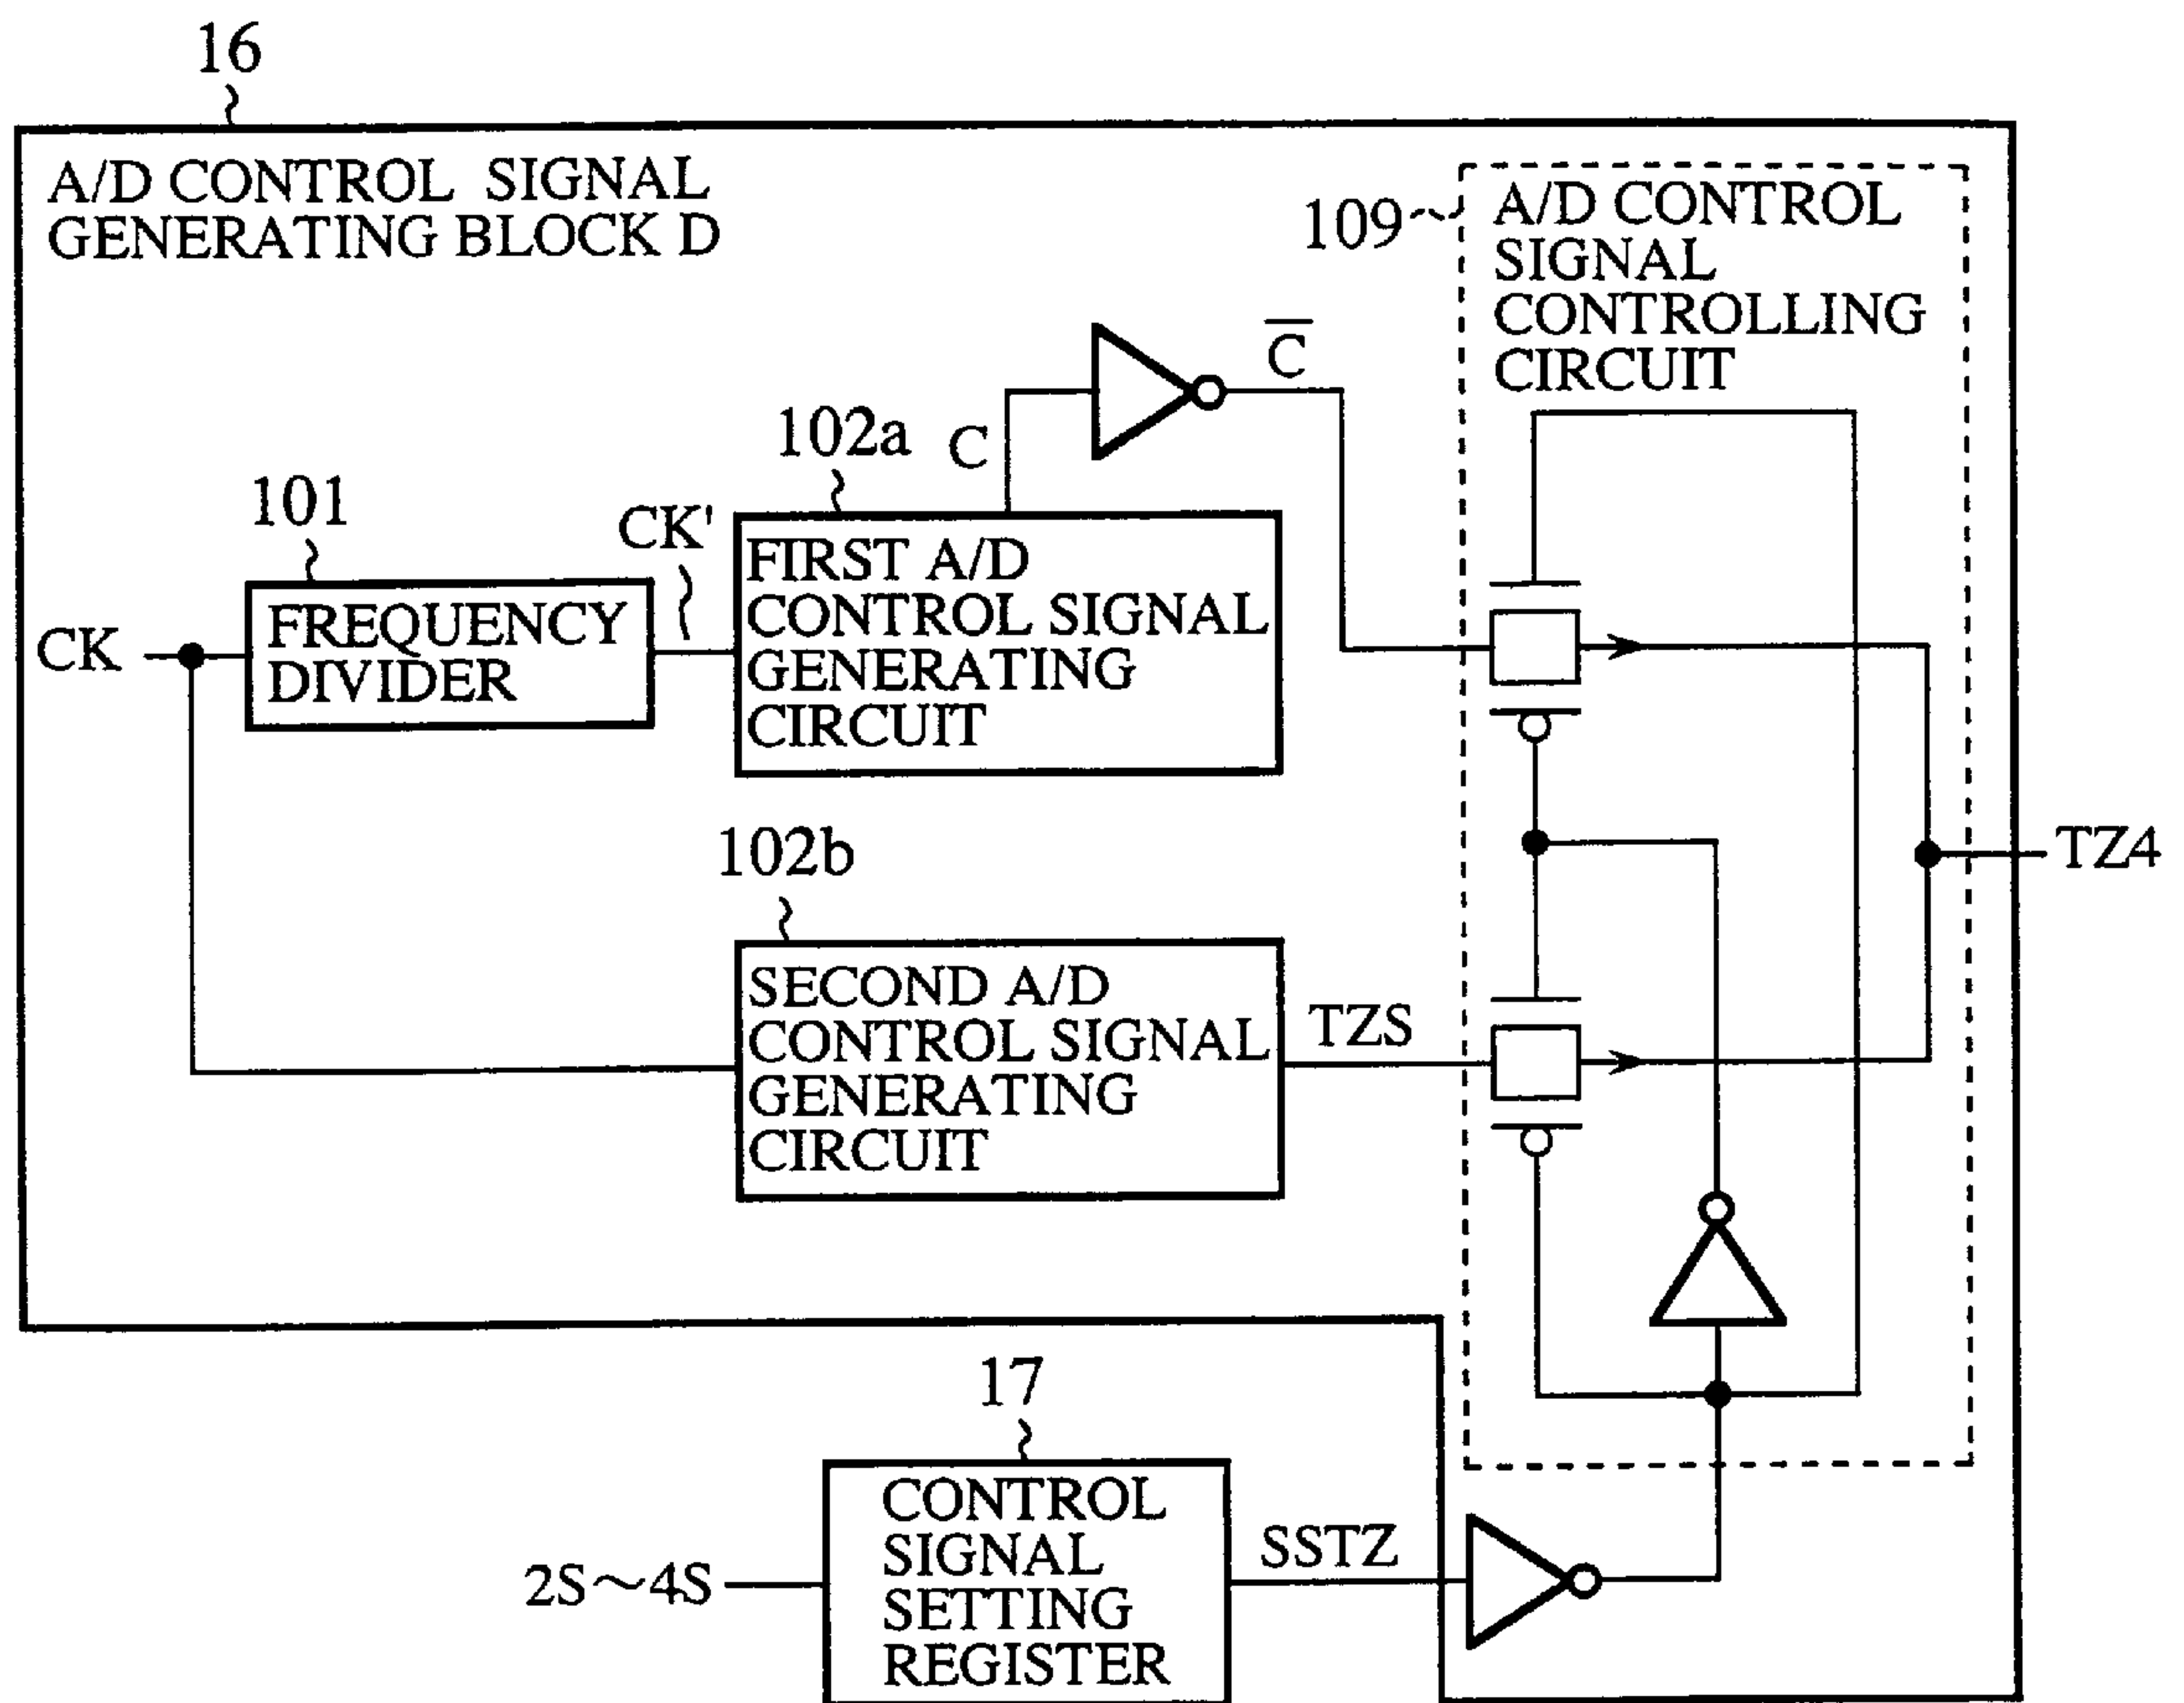 16
A/D CONTROL SIGNAL
GENERATING BLOCK D
109
A/D CONTROL
SIGNAL
CONTROLLING
CIRCUIT
C
102a
C
101
CK'
FIRST A/D
CONTROL SIGNAL
GENERATING
CIRCUIT
CK
FREQUENCY
DIVIDER
102b
TZ4
SECOND A/D
CONTROL SIGNAL
GENERATING
CIRCUIT
TZS
17
CONTROL
SIGNAL
SETTING
REGISTER
2S~4S
SSTZ